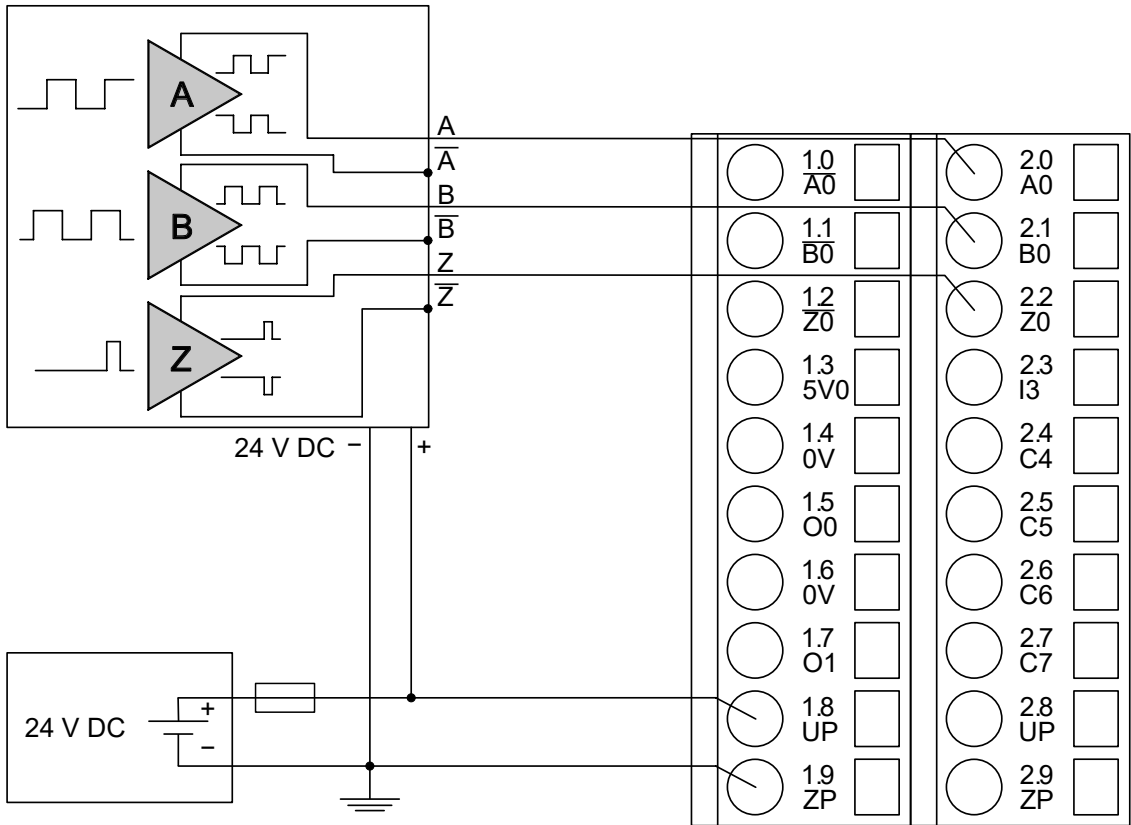 A
A
A̅
B
B
B̅
Z
Z
Z̅
24 V DC − +
24 V DC
+
−
1.0
A̅0̅
1.1
B̅0̅
1.2
Z̅0̅
1.3
5V0
1.4
0V
1.5
O0
1.6
0V
1.7
O1
1.8
UP
1.9
ZP
2.0
A0
2.1
B0
2.2
Z0
2.3
I3
2.4
C4
2.5
C5
2.6
C6
2.7
C7
2.8
UP
2.9
ZP